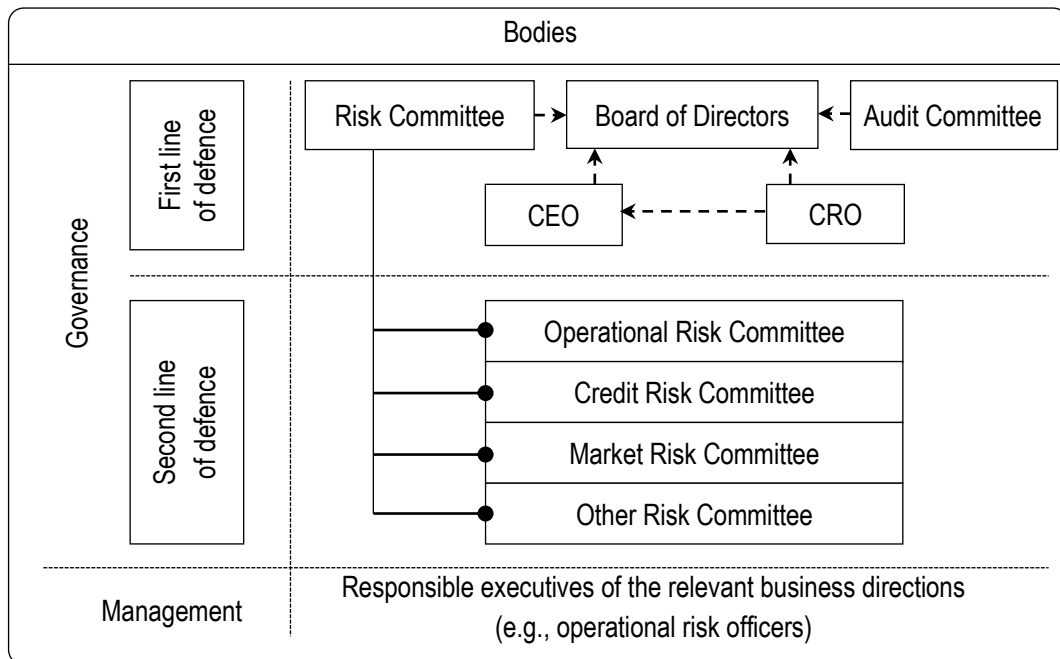 Bodies
Governance
First line
of defence
Risk Committee
Board of Directors
Audit Committee
CEO
CRO
Second line
of defence
Operational Risk Committee
Credit Risk Committee
Market Risk Committee
Other Risk Committee
Management
Responsible executives of the relevant business directions
(e.g., operational risk officers)